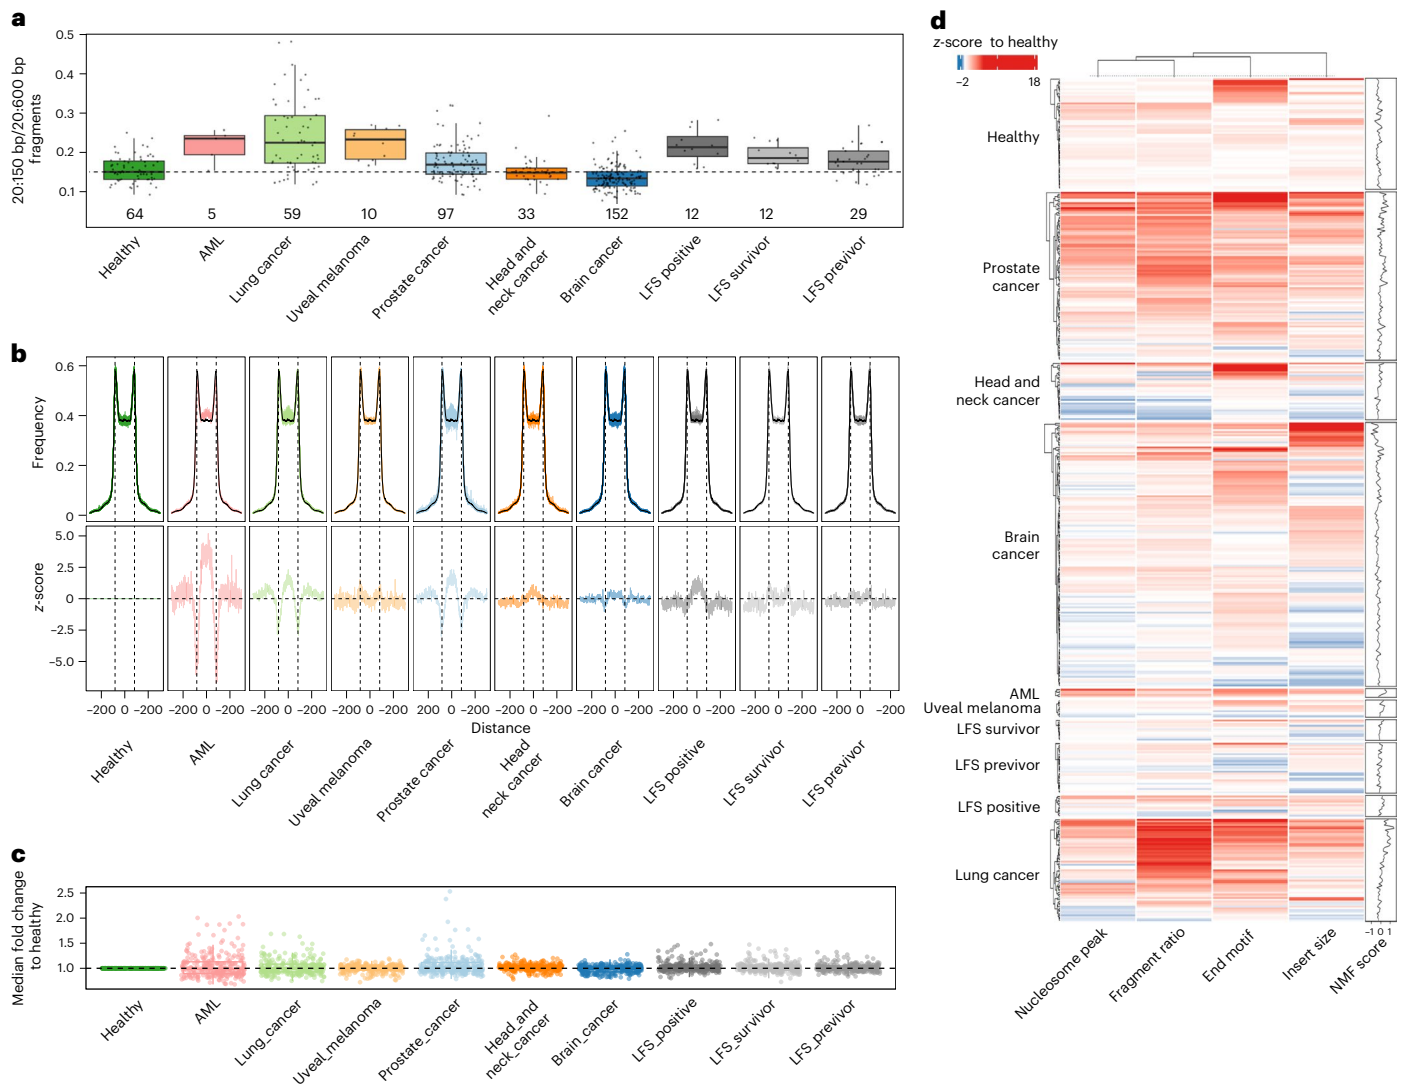 a
20:150 bp/20:600 bp
fragments
0.5
0.4
0.3
0.2
0.1
64
5
59
10
97
33
152
12
12
29
Healthy
AML
Lung cancer
Uveal melanoma
Prostate cancer
Head and
neck cancer
Brain cancer
LFS positive
LFS survivor
LFS previvor
b
Frequency
0.6
0.4
0.2
0
z-score
5.0
2.5
0
−2.5
−5.0
−200 0 −200
−200 0 −200
−200 0 −200
−200 0 −200
200 0 −200
−200 0 −200
−200 0 −200
−200 0 −200
−200 0 −200
−200 0 −200
Distance
Healthy
AML
Lung cancer
Uveal melanoma
Prostate cancer
Head
neck cancer
Brain cancer
LFS positive
LFS survivor
LFS previvor
c
Median fold change
to healthy
2.5
2.0
1.5
1.0
Healthy
AML
Lung_cancer
Uveal_melanoma
Prostate_cancer
Head_and
neck_cancer
Brain_cancer
LFS_positive
LFS_survivor
LFS_previvor
d
z-score to healthy
−2 18
Healthy
Prostate
cancer
Head and
neck cancer
Brain
cancer
AML
Uveal melanoma
LFS survivor
LFS previvor
LFS positive
Lung cancer
−1 0 1
Nucleosome peak
Fragment ratio
End motif
Insert size
NMF score